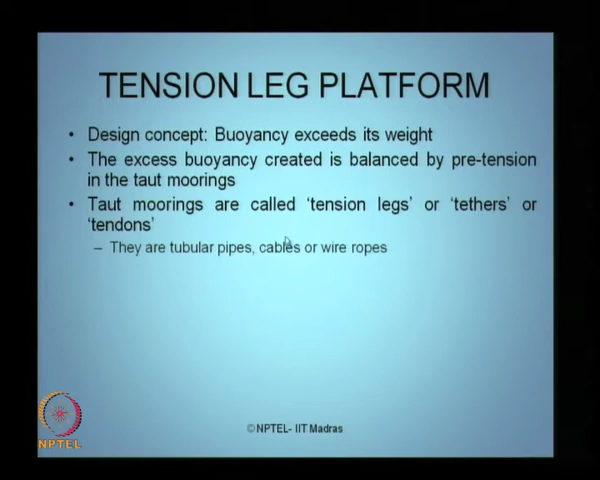 TENSION LEG PLATFORM
• Design concept: Buoyancy exceeds its weight
• The excess buoyancy created is balanced by pre-tension
in the taut moorings
• Taut moorings are called ‘tension legs’ or ‘tethers’ or
‘tendons’
– They are tubular pipes, cables or wire ropes
NPTEL
© NPTEL- IIT Madras